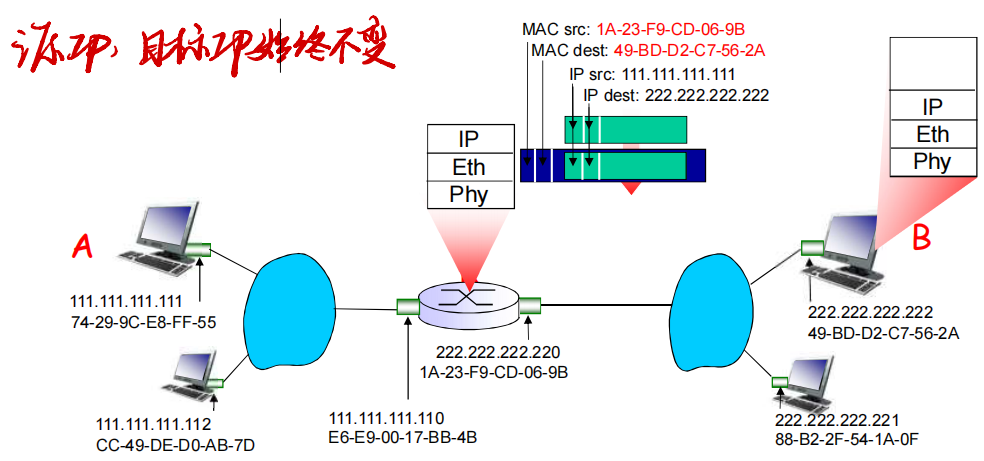 源IP，目标IP始终不变
MAC src: 1A-23-F9-CD-06-9B
MAC dest: 49-BD-D2-C7-56-2A
IP src: 111.111.111.111
IP dest: 222.222.222.222
IP
Eth
Phy
IP
Eth
Phy
A
B
111.111.111.111
74-29-9C-E8-FF-55
222.222.222.222
49-BD-D2-C7-56-2A
222.222.222.220
1A-23-F9-CD-06-9B
111.111.111.112
CC-49-DE-D0-AB-7D
111.111.111.110
E6-E9-00-17-BB-4B
222.222.222.221
88-B2-2F-54-1A-0F